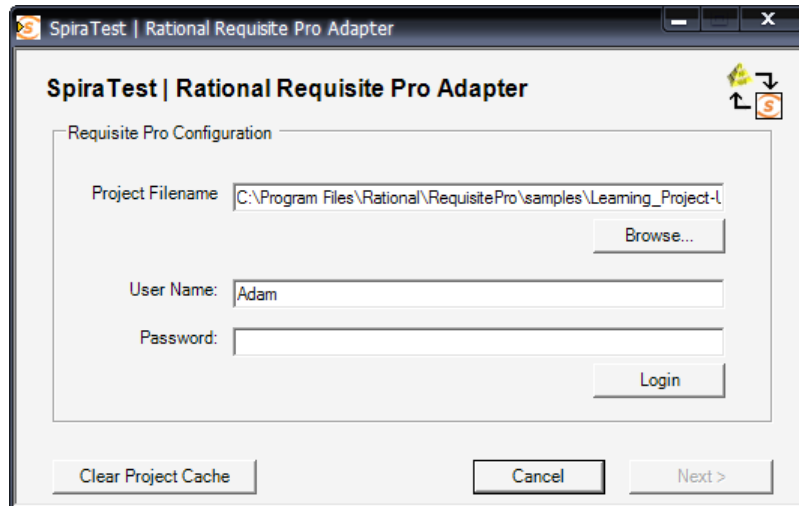 SpiraTest | Rational Requisite Pro Adapter
SpiraTest | Rational Requisite Pro Adapter
Requisite Pro Configuration
Project Filename C:\Program Files\Rational\RequisitePro\samples\Learning_Project-U
Browse...
User Name: Adam
Password:
Login
Clear Project Cache Cancel Next >